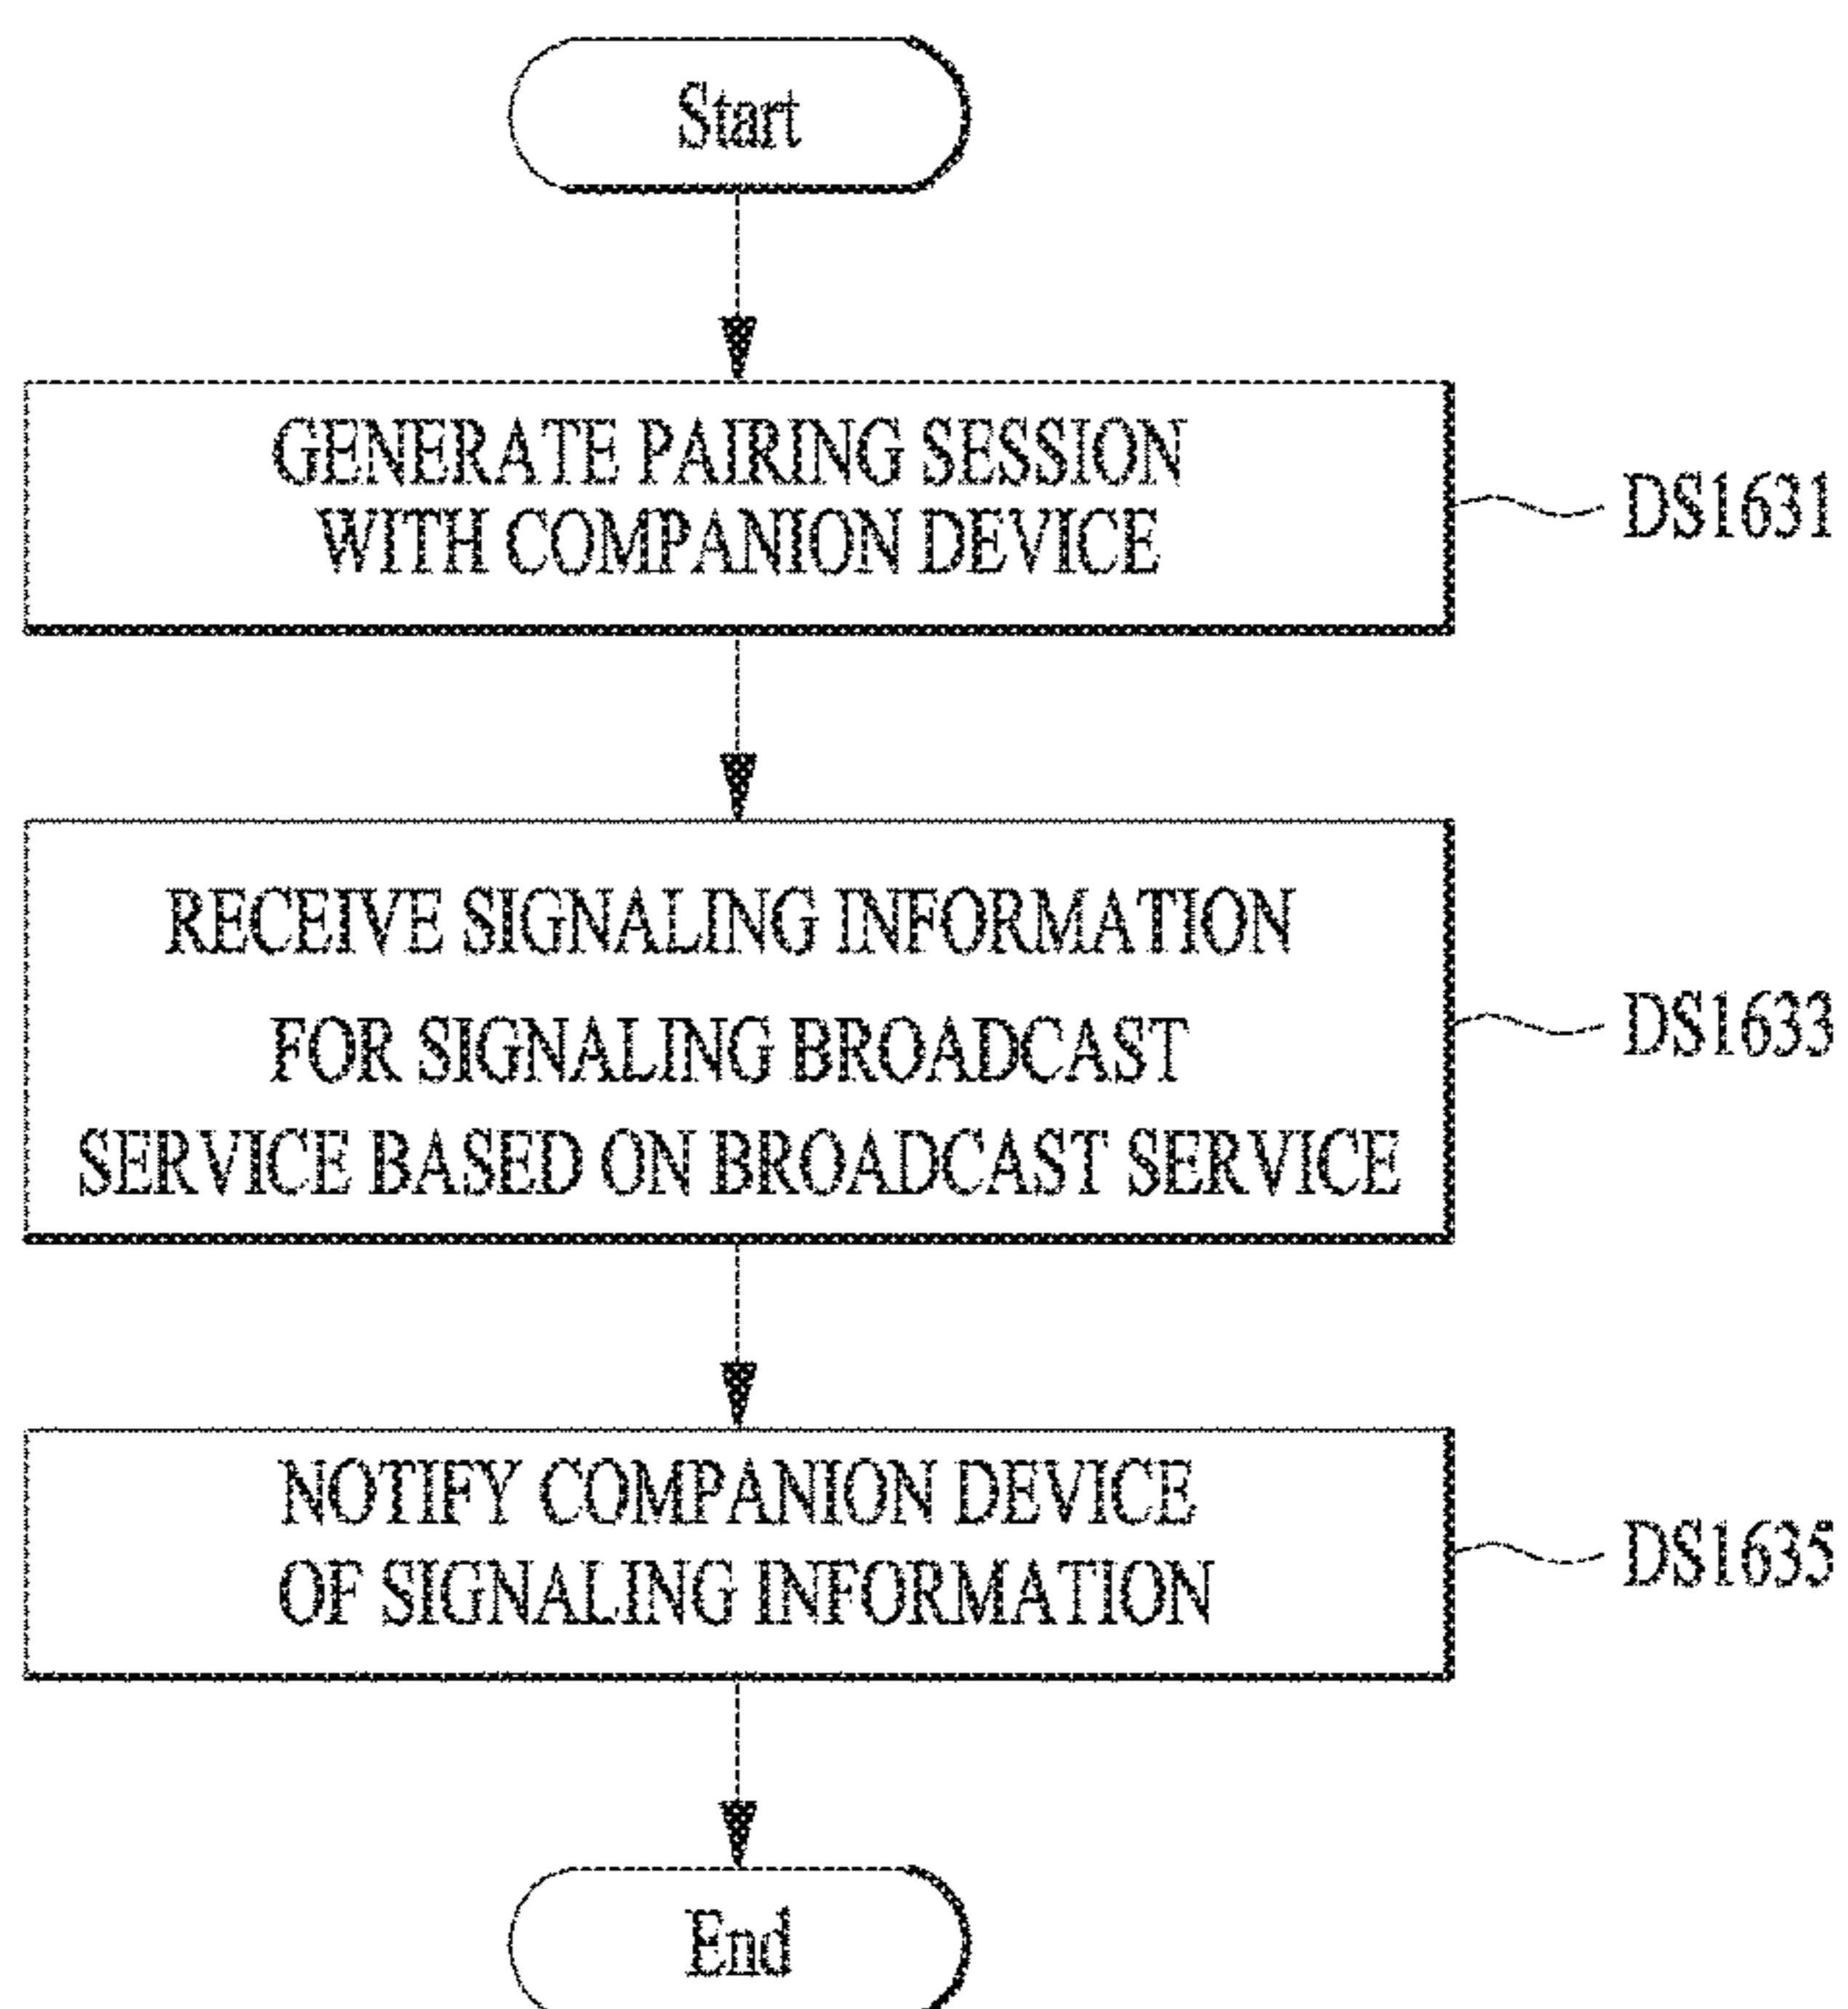 Start
GENERATE PAIRING SESSION
WITH COMPANION DEVICE
DS1631
RECEIVE SIGNALING INFORMATION
FOR SIGNALING BROADCAST
SERVICE BASED ON BROADCAST SERVICE
DS1633
NOTIFY COMPANION DEVICE
OF SIGNALING INFORMATION
DS1635
End